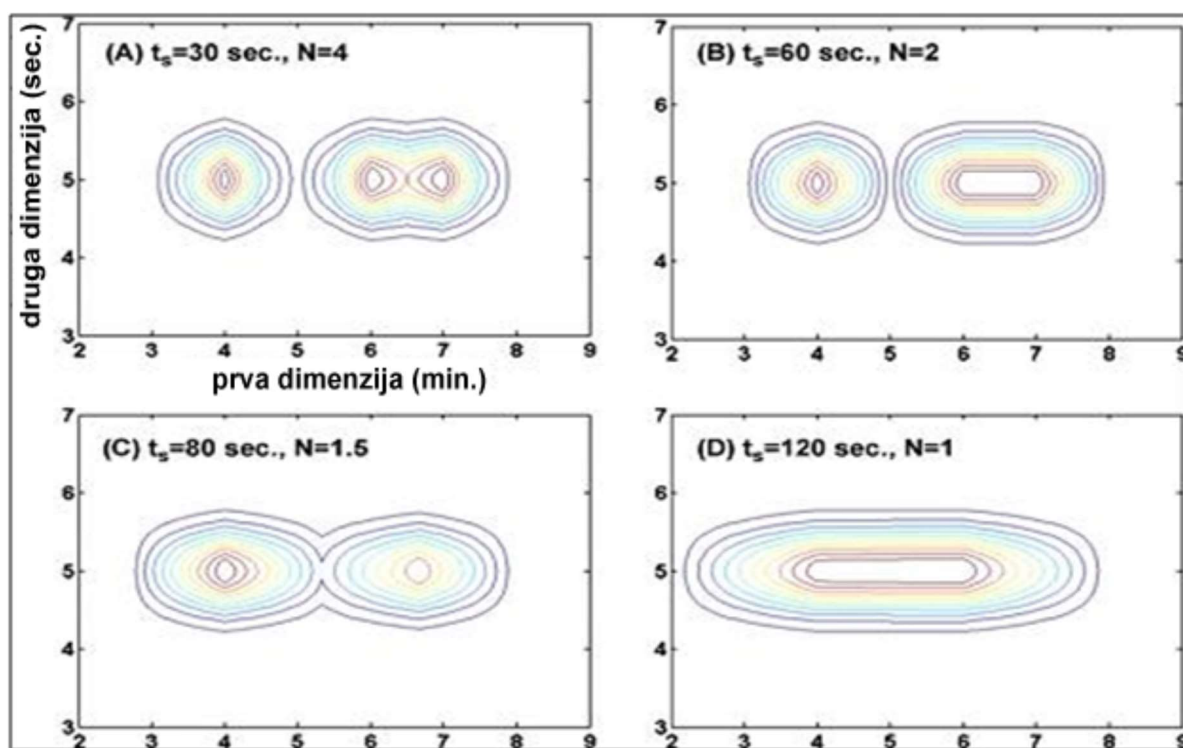 (A) tₛ=30 sec., N=4
(B) tₛ=60 sec., N=2
druga dimenzija (sec.)
7
6
5
4
3
2 3 4 5 6 7 8 9
7
6
5
4
3
2 3 4 5 6 7 8 9
prva dimenzija (min.)
(C) tₛ=80 sec., N=1.5
(D) tₛ=120 sec., N=1
7
6
5
4
3
2 3 4 5 6 7 8 9
7
6
5
4
3
2 3 4 5 6 7 8 9